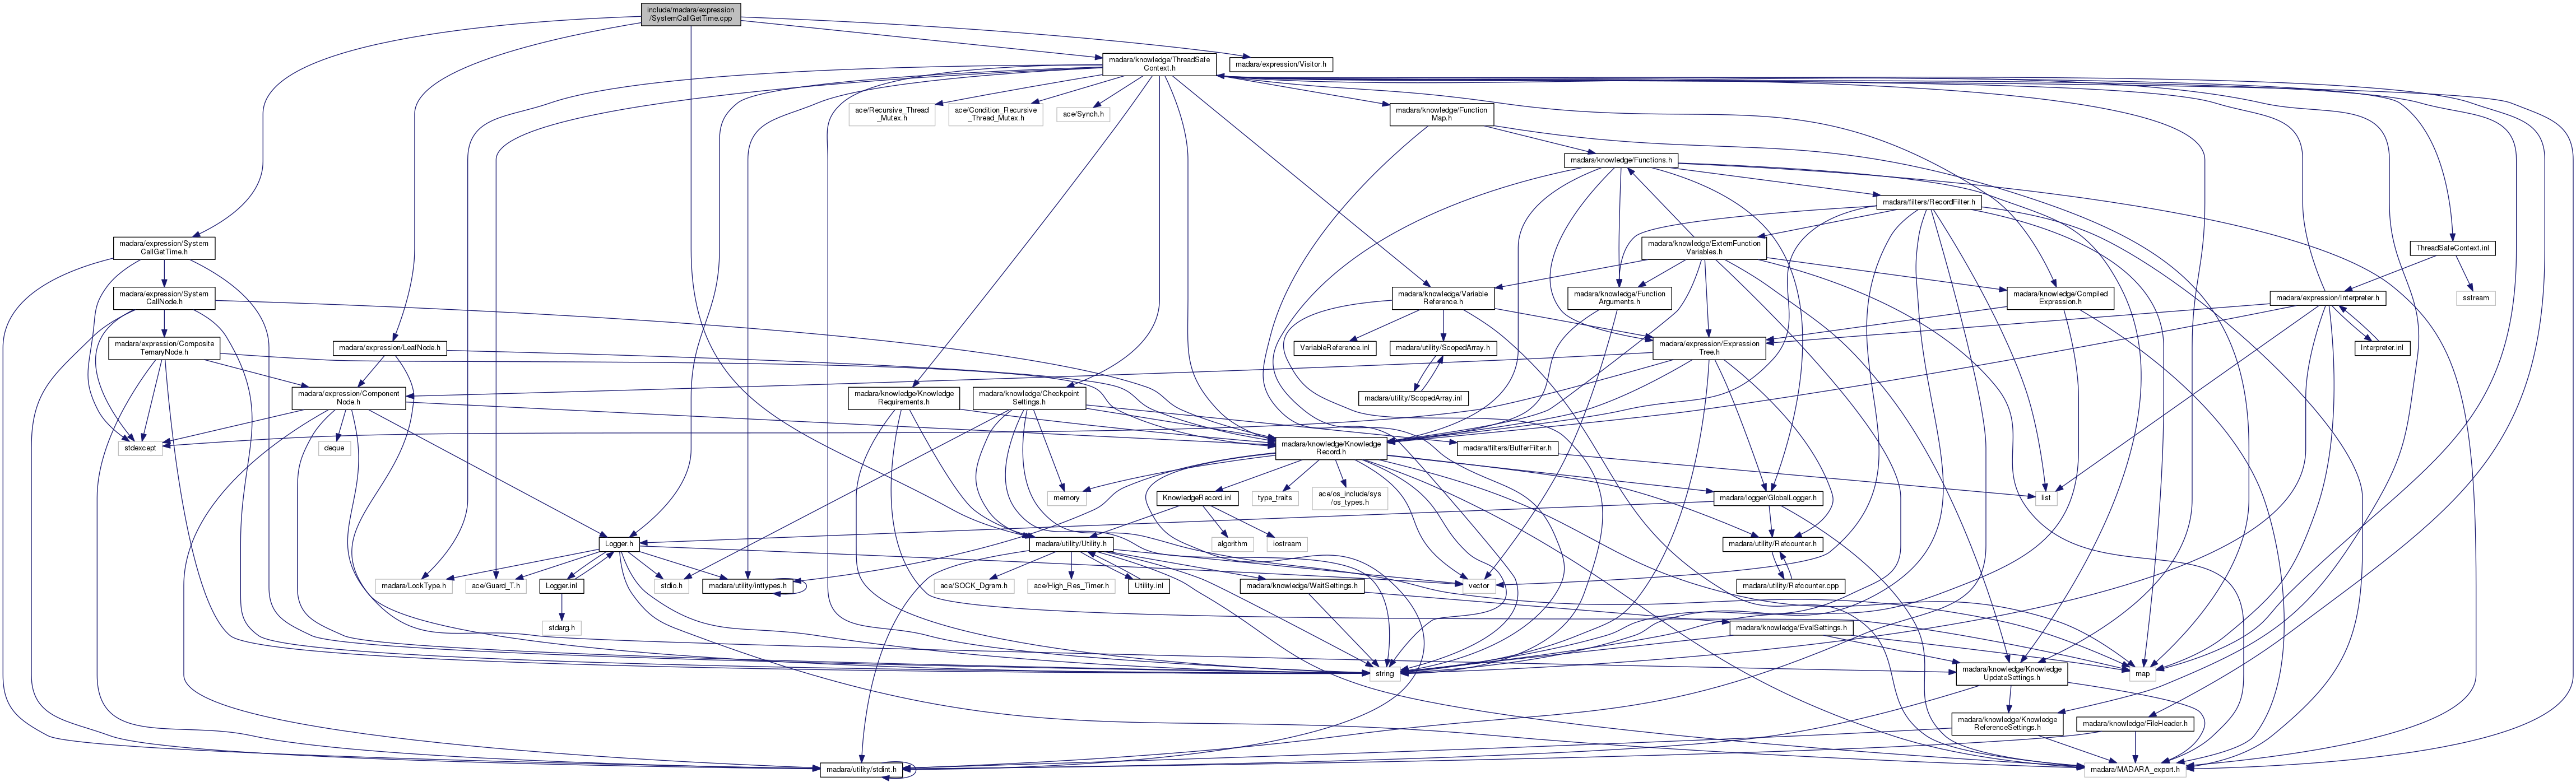 include/madara/expression
/SystemCallGetTime.cpp
madara/knowledge/ThreadSafe
Context.h
madara/expression/Visitor.h
ace/Recursive_Thread
_Mutex.h
ace/Condition_Recursive
_Thread_Mutex.h
ace/Synch.h
madara/knowledge/Function
Map.h
madara/knowledge/Functions.h
madara/filters/RecordFilter.h
madara/expression/System
CallGetTime.h
madara/knowledge/ExternFunction
Variables.h
ThreadSafeContext.inl
madara/expression/System
CallNode.h
madara/knowledge/Variable
Reference.h
madara/knowledge/Function
Arguments.h
madara/knowledge/Compiled
Expression.h
madara/expression/Interpreter.h
sstream
madara/expression/Composite
TernaryNode.h
madara/expression/LeafNode.h
VariableReference.inl
madara/utility/ScopedArray.h
madara/expression/Expression
Tree.h
Interpreter.inl
madara/expression/Component
Node.h
madara/knowledge/Knowledge
Requirements.h
madara/knowledge/Checkpoint
Settings.h
madara/utility/ScopedArray.inl
stdexcept
deque
madara/knowledge/Knowledge
Record.h
madara/filters/BufferFilter.h
memory
KnowledgeRecord.inl
type_traits
ace/os_include/sys
/os_types.h
madara/logger/GlobalLogger.h
list
Logger.h
madara/utility/Utility.h
algorithm
iostream
madara/utility/Refcounter.h
madara/LockType.h
ace/Guard_T.h
Logger.inl
stdio.h
madara/utility/inttypes.h
ace/SOCK_Dgram.h
ace/High_Res_Timer.h
Utility.inl
madara/knowledge/WaitSettings.h
vector
madara/utility/Refcounter.cpp
stdarg.h
madara/knowledge/EvalSettings.h
string
madara/knowledge/Knowledge
UpdateSettings.h
map
madara/knowledge/Knowledge
ReferenceSettings.h
madara/knowledge/FileHeader.h
madara/utility/stdint.h
madara/MADARA_export.h